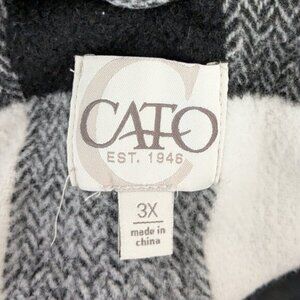 CATO
EST. 1946
3X
made in
china